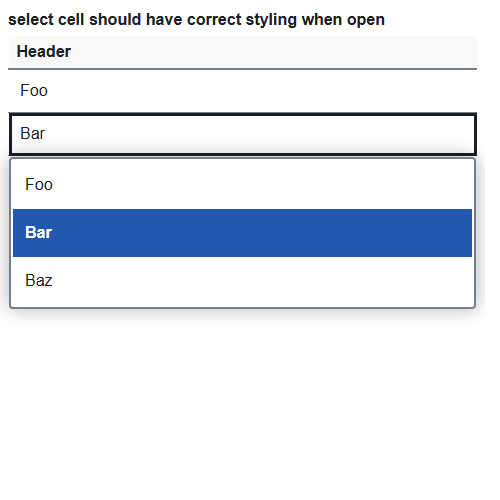 select cell should have correct styling when open
Header
Foo
Bar
Foo
Bar
Baz